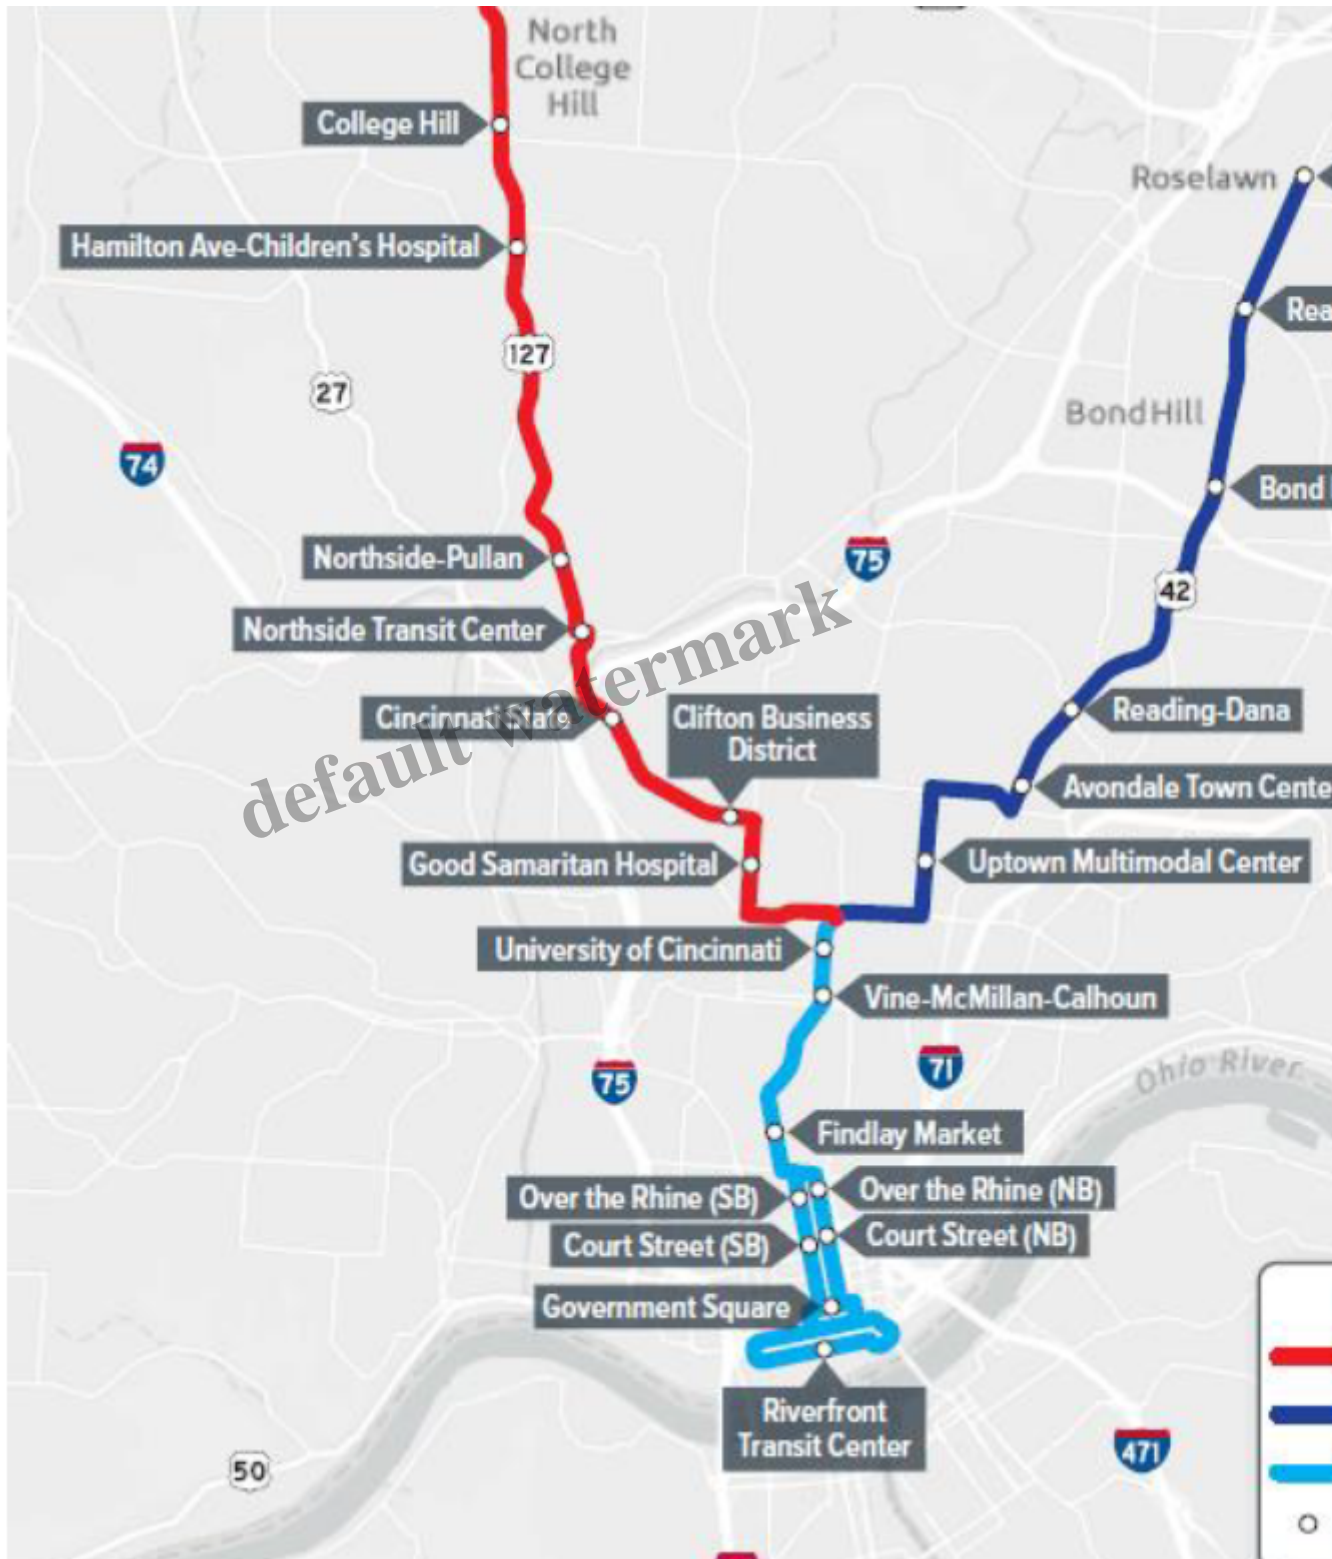 North
College
Hill
College Hill
Roselawn
Hamilton Ave-Children's Hospital
Rea
127
27
BondHill
74
Bond
Northside-Pullan
75
42
Northside Transit Center
default watermark
Cincinnati State
Clifton Business
District
Reading-Dana
Avondale Town Cente
Good Samaritan Hospital
Uptown Multimodal Center
University of Cincinnati
Vine-McMillan-Calhoun
75
71
Ohio River
Findlay Market
Over the Rhine (SB)
Over the Rhine (NB)
Court Street (SB)
Court Street (NB)
Government Square
Riverfront
Transit Center
471
50